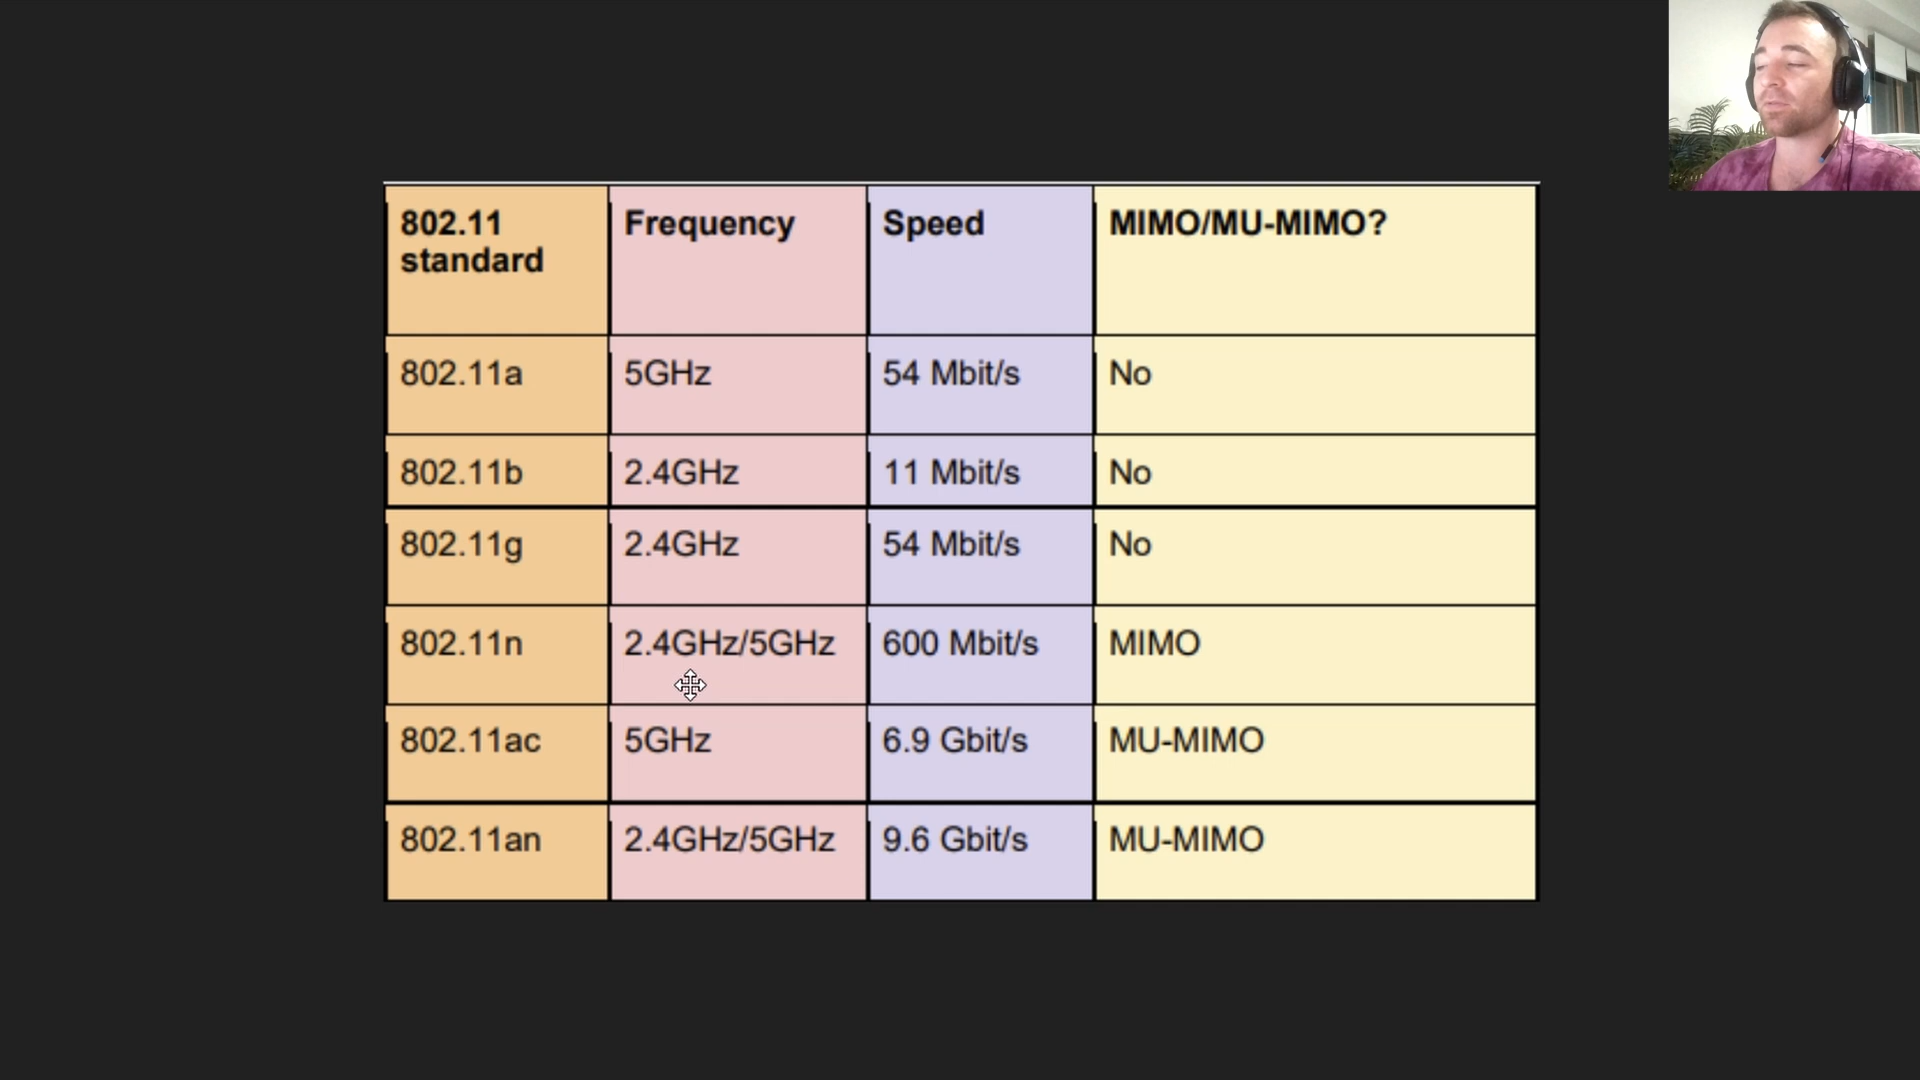 802.11 standard Frequency Speed MIMO/MU-MIMO?
802.11a 5GHz 54 Mbit/s No
802.11b 2.4GHz 11 Mbit/s No
802.11g 2.4GHz 54 Mbit/s No
802.11n 2.4GHz/5GHz 600 Mbit/s MIMO
802.11ac 5GHz 6.9 Gbit/s MU-MIMO
802.11an 2.4GHz/5GHz 9.6 Gbit/s MU-MIMO